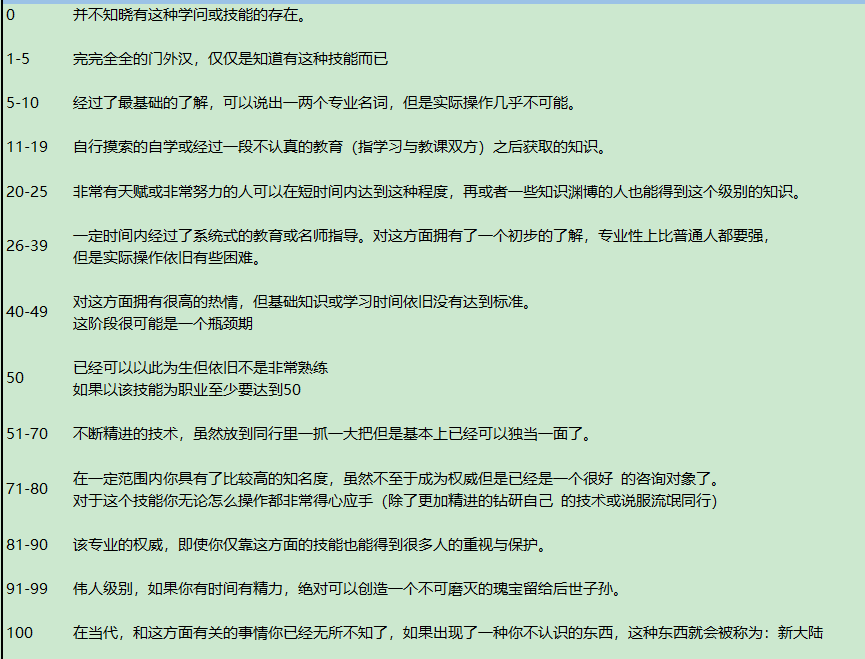 0 并不知晓有这种学问或技能的存在。
1-5 完完全全的门外汉，仅仅是知道有这种技能而已
5-10 经过了最基础的了解，可以说出一两个专业名词，但是实际操作几乎不可能。
11-19 自行摸索的自学或经过一段不认真的教育（指学习与教课双方）之后获取的知识。
20-25 非常有天赋或非常努力的人可以在短时间内达到这种程度，再或者一些知识渊博的人也能得到这个级别的知识。
26-39 一定时间内经过了系统式的教育或名师指导。对这方面拥有了一个初步的了解，专业性上比普通人都要强，
但是实际操作依旧有些困难。
40-49 对这方面拥有很高的热情，但基础知识或学习时间依旧没有达到标准。
这阶段很可能是一个瓶颈期
50 已经可以以此为生但依旧不是非常熟练
如果以该技能为职业至少要达到50
51-70 不断精进的技术，虽然放到同行里一抓一大把但是基本上已经可以独当一面了。
71-80 在一定范围内你具有了比较高的知名度，虽然不至于成为权威但是已经是一个很好 的咨询对象了。
对于这个技能你无论怎么操作都非常得心应手（除了更加精进的钻研自己 的技术或说服流氓同行）
81-90 该专业的权威，即使你仅靠这方面的技能也能得到很多人的重视与保护。
91-99 伟人级别，如果你有时间有精力，绝对可以创造一个不可磨灭的瑰宝留给后世子孙。
100 在当代，和这方面有关的事情你已经无所不知了，如果出现了一种你不认识的东西，这种东西就会被称为：新大陆